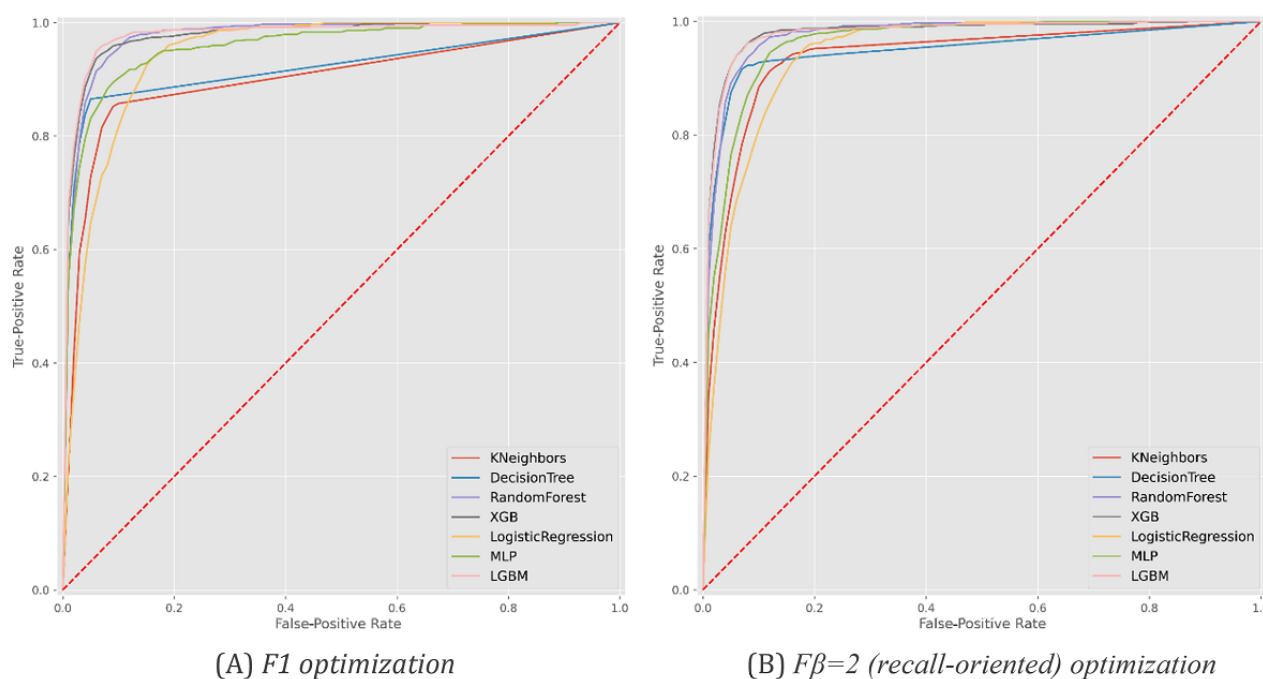 1.0
0.8
0.6
0.4
0.2
0.0
True-Positive Rate
KNeighbors
DecisionTree
RandomForest
XGB
LogisticRegression
MLP
LGBM
0.0 0.2 0.4 0.6 0.8 1.0
False-Positive Rate
(A) F1 optimization
1.0
0.8
0.6
0.4
0.2
0.0
True-Positive Rate
KNeighbors
DecisionTree
RandomForest
XGB
LogisticRegression
MLP
LGBM
0.0 0.2 0.4 0.6 0.8 1.
False-Positive Rate
(B) Fβ=2 (recall-oriented) optimization